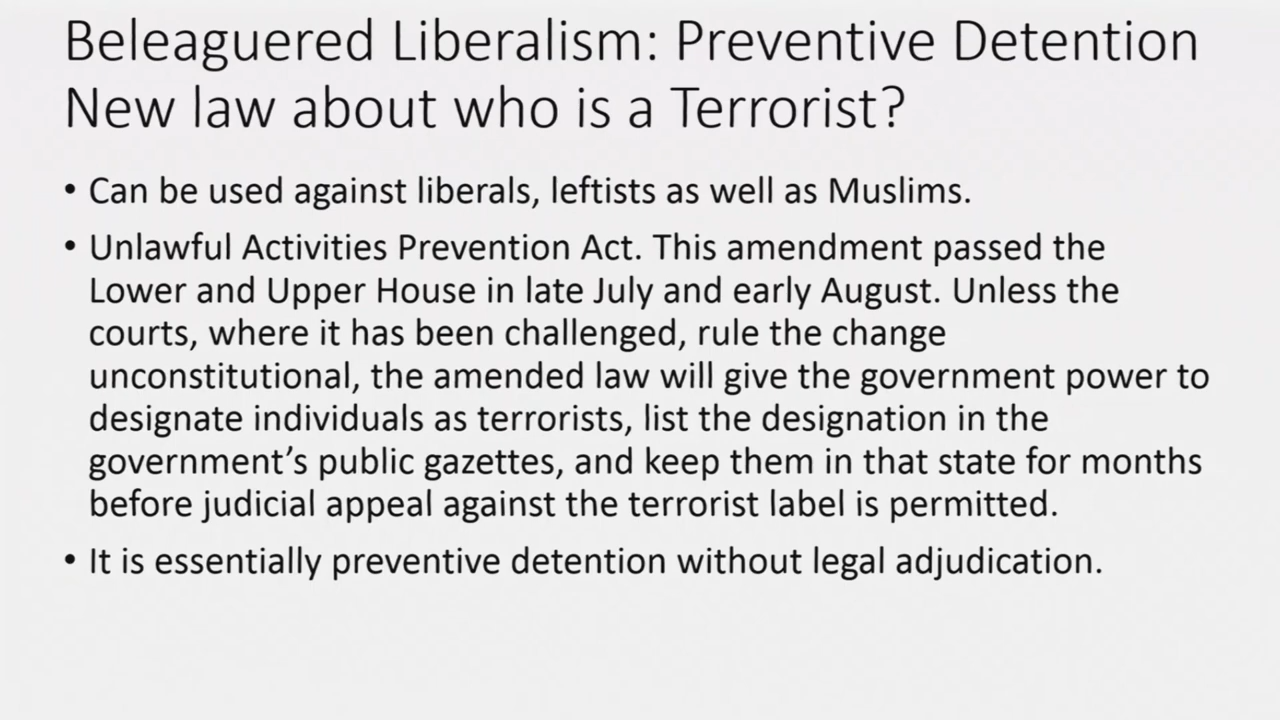 Beleaguered Liberalism: Preventive Detention
New law about who is a Terrorist?
• Can be used against liberals, leftists as well as Muslims.
• Unlawful Activities Prevention Act. This amendment passed the
Lower and Upper House in late July and early August. Unless the
courts, where it has been challenged, rule the change
unconstitutional, the amended law will give the government power to
designate individuals as terrorists, list the designation in the
government’s public gazettes, and keep them in that state for months
before judicial appeal against the terrorist label is permitted.
• It is essentially preventive detention without legal adjudication.